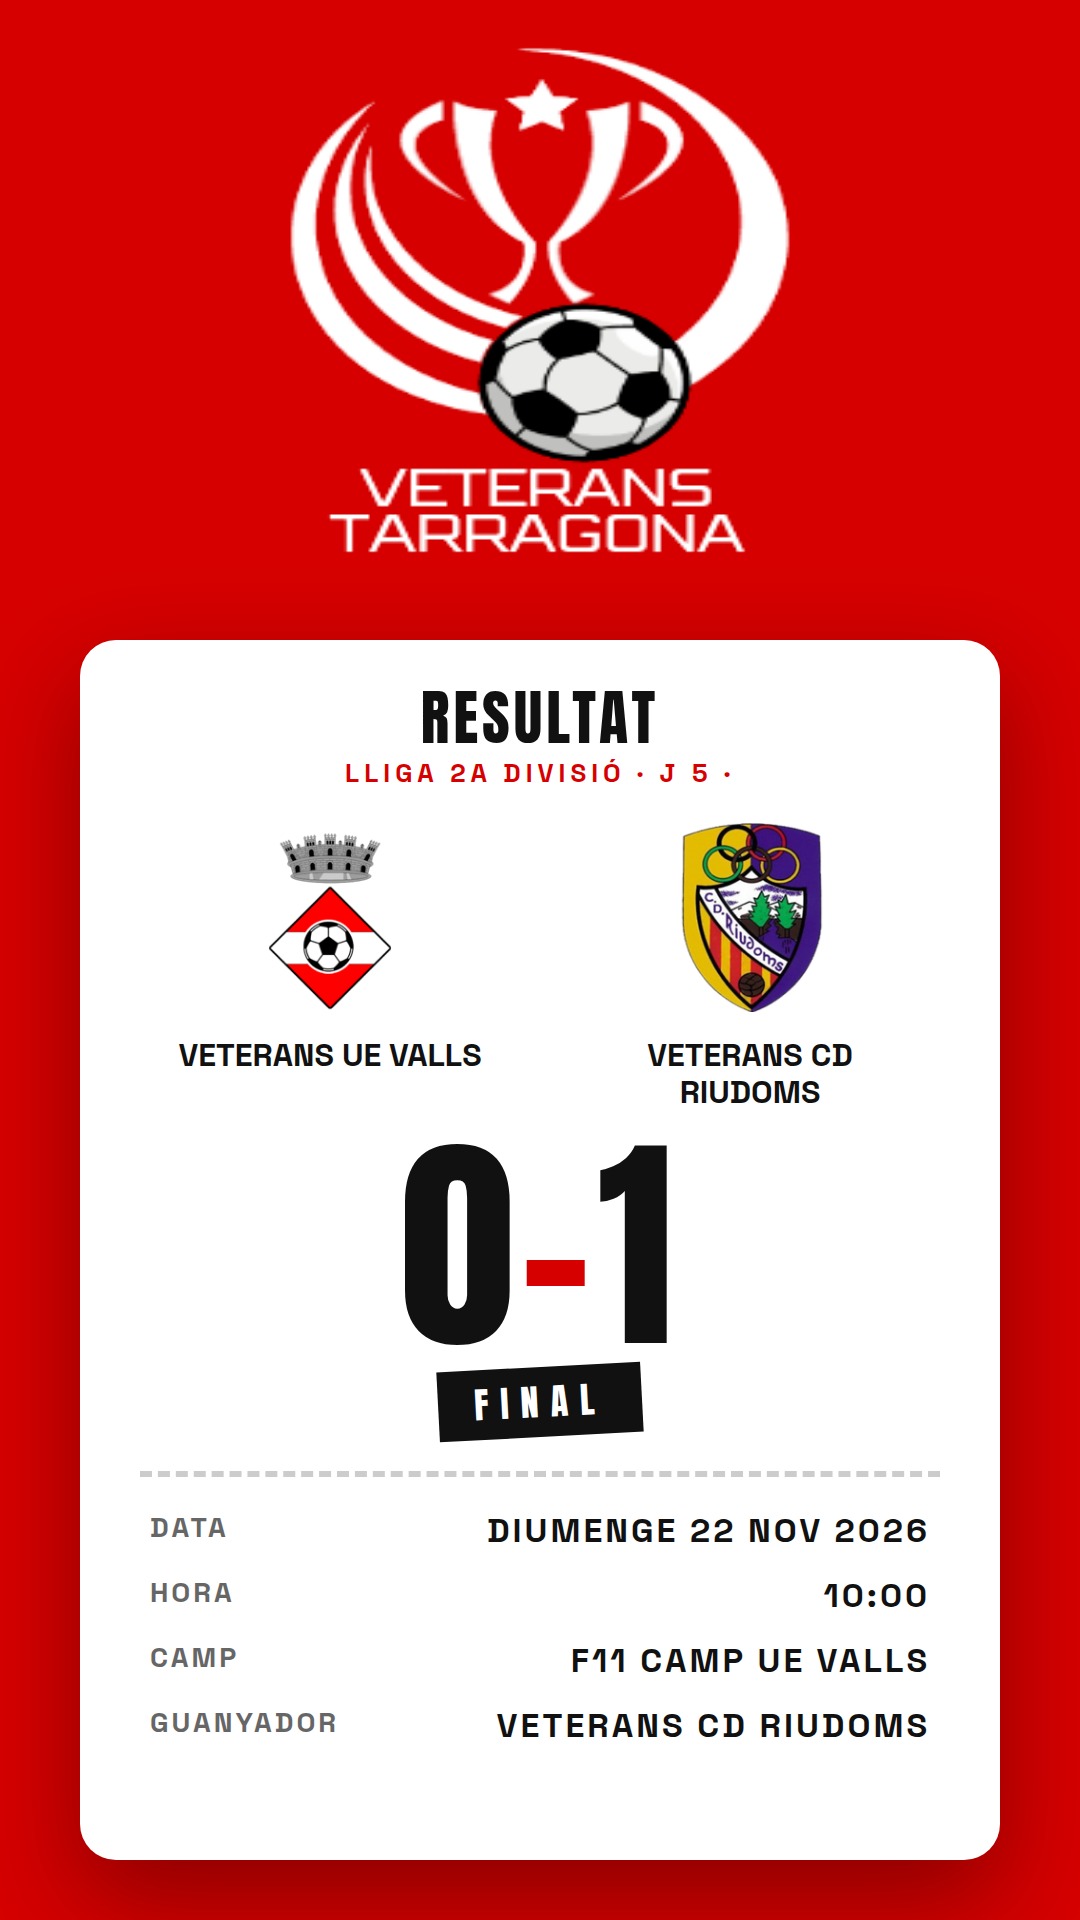 VETERANS
TARRAGONA
RESULTAT
LLIGA 2A DIVISIÓ · J 5 ·
C.D. Riudoms
VETERANS UE VALLS
VETERANS CD
RIUDOMS
0-1
FINAL
DATA
DIUMENGE 22 NOV 2026
HORA
10:00
CAMP
F11 CAMP UE VALLS
GUANYADOR
VETERANS CD RIUDOMS